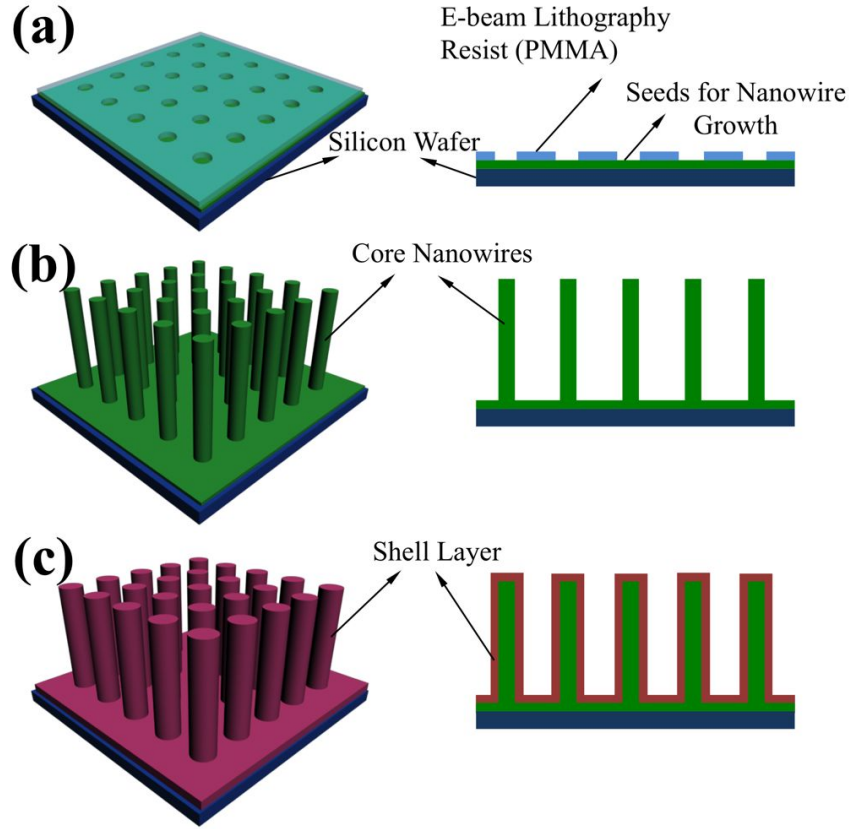 (a)
E-beam Lithography
Resist (PMMA)
Seeds for Nanowire
Growth
Silicon Wafer
(b)
Core Nanowires
(c)
Shell Layer